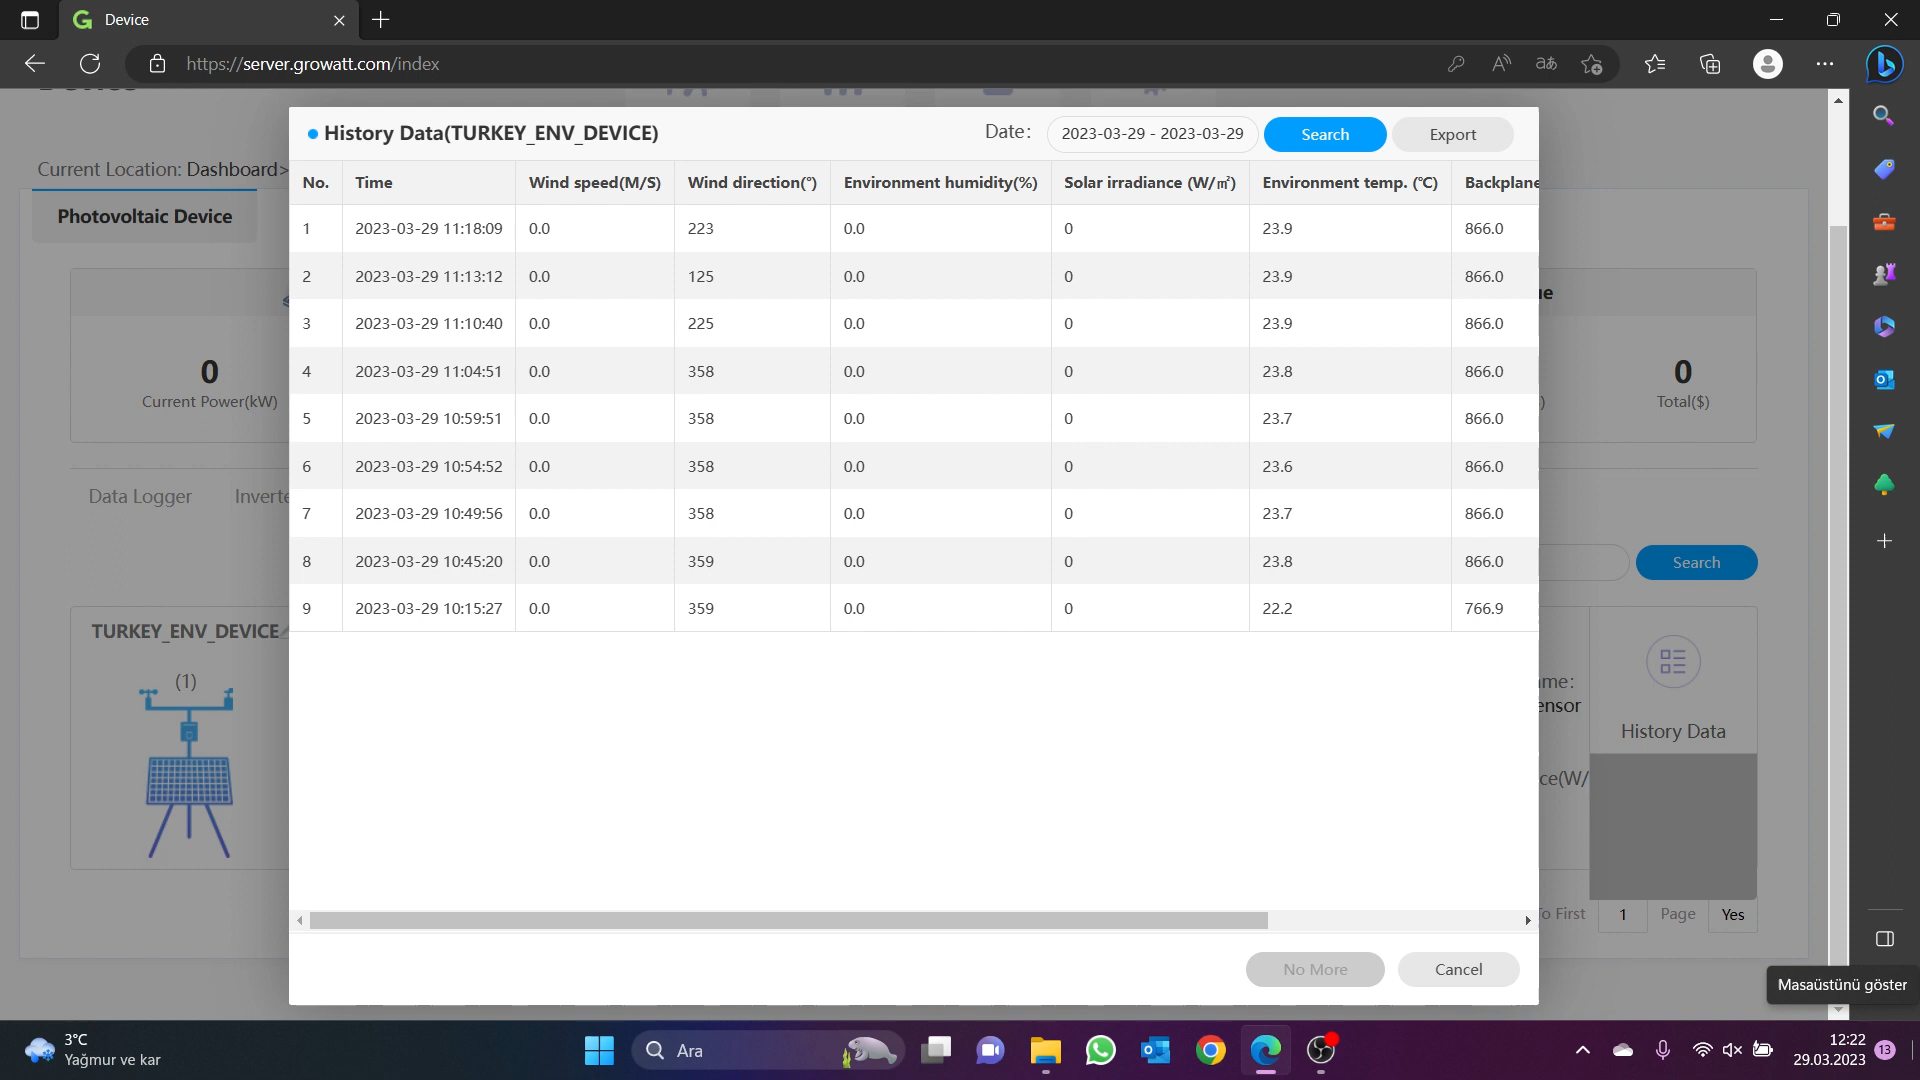 Device
https://server.growatt.com/index
History Data(TURKEY_ENV_DEVICE)
Date: 2023-03-29 - 2023-03-29 Search Export
Current Location: Dashboard>
Photovoltaic Device
No. Time Wind speed(M/S) Wind direction(°) Environment humidity(%) Solar irradiance (W/㎡) Environment temp. (℃) Backplane
1 2023-03-29 11:18:09 0.0 223 0.0 0 23.9 866.0
2 2023-03-29 11:13:12 0.0 125 0.0 0 23.9 866.0
3 2023-03-29 11:10:40 0.0 225 0.0 0 23.9 866.0
4 2023-03-29 11:04:51 0.0 358 0.0 0 23.8 866.0
5 2023-03-29 10:59:51 0.0 358 0.0 0 23.7 866.0
6 2023-03-29 10:54:52 0.0 358 0.0 0 23.6 866.0
7 2023-03-29 10:49:56 0.0 358 0.0 0 23.7 866.0
8 2023-03-29 10:45:20 0.0 359 0.0 0 23.8 866.0
9 2023-03-29 10:15:27 0.0 359 0.0 0 22.2 766.9
ue
0
Current Power(kW)
0
Total($)
Data Logger Inverte
Search
TURKEY_ENV_DEVICE
(1)
ame:
ensor
History Data
ce(W/
To First 1 Page Yes
No More Cancel
Masaüstünü göster
3°C
Yağmur ve kar
Ara
12:22
29.03.2023
13